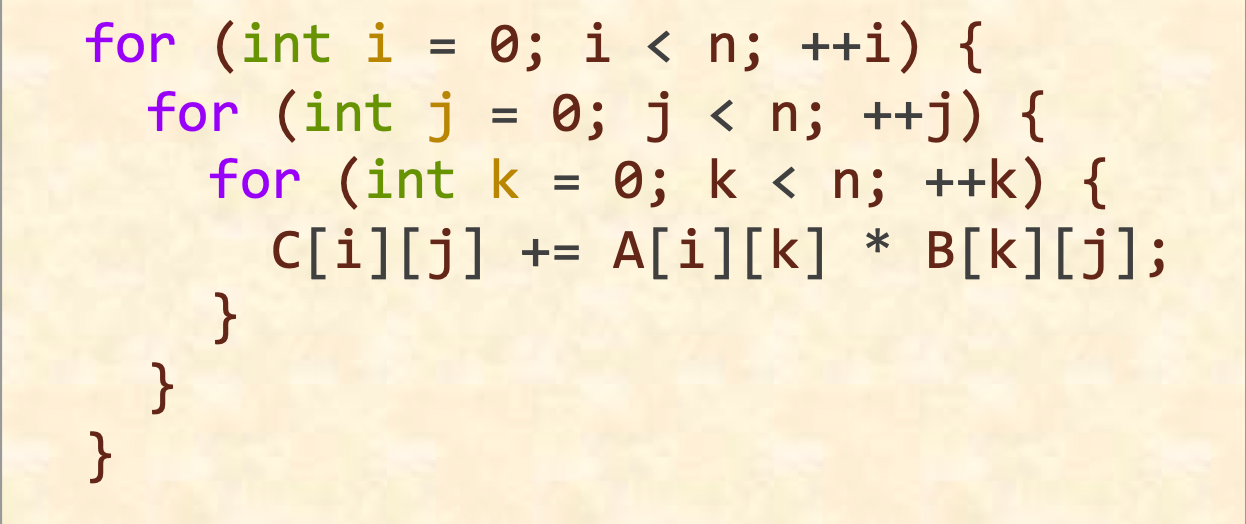 for (int i = 0; i < n; ++i) {
  for (int j = 0; j < n; ++j) {
    for (int k = 0; k < n; ++k) {
      C[i][j] += A[i][k] * B[k][j];
    }
  }
}